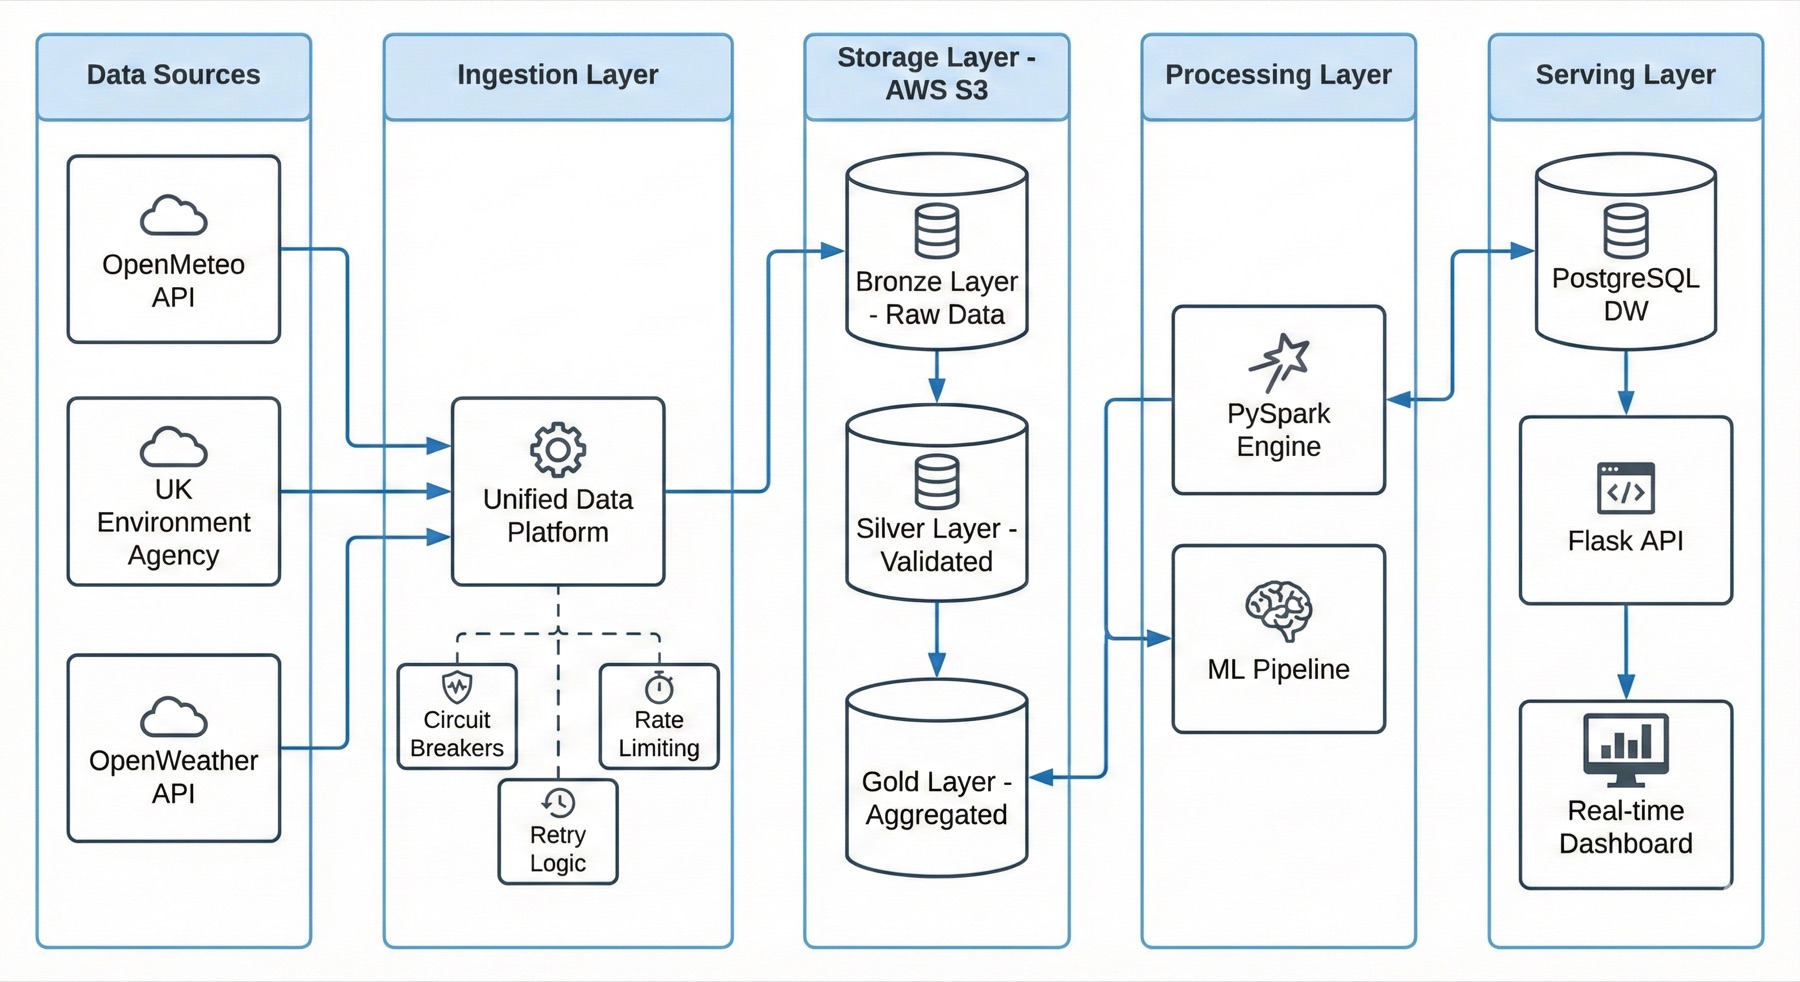 Data Sources
OpenMeteo
API
UK
Environment
Agency
OpenWeather
API
Ingestion Layer
Unified Data
Platform
Circuit
Breakers
Rate
Limiting
Retry
Logic
Storage Layer -
AWS S3
Bronze Layer
- Raw Data
Silver Layer -
Validated
Gold Layer -
Aggregated
Processing Layer
PySpark
Engine
ML Pipeline
Serving Layer
PostgreSQL
DW
</>
Flask API
Real-time
Dashboard